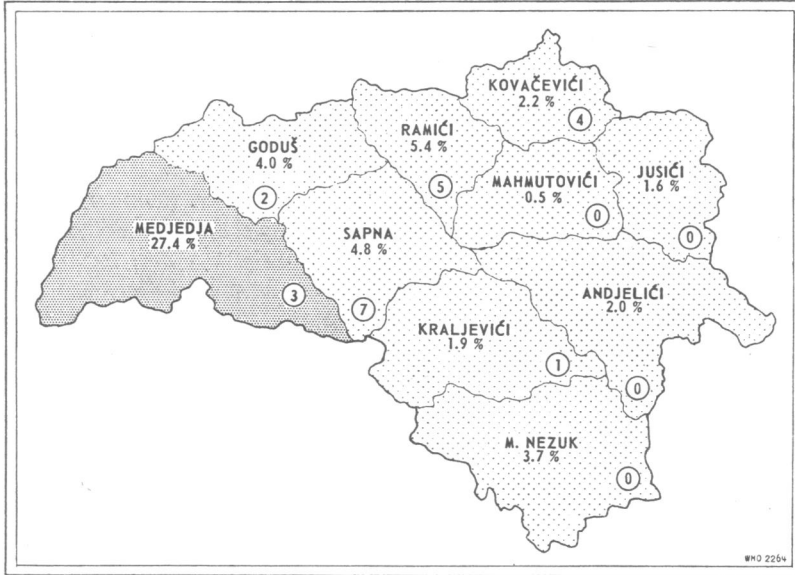 KOVAČEVIĆI
2.2 %
4
RAMIĆI
5.4 %
5
GODUŠ
4.0 %
2
MAHMUTOVIĆI
0.5 %
0
JUSIĆI
1.6 %
0
MEDJEDJA
27.4 %
3
SAPNA
4.8 %
7
ANDJELIĆI
2.0 %
0
KRALJEVIĆI
1.9 %
1
M. NEZUK
3.7 %
0
WHO 2264